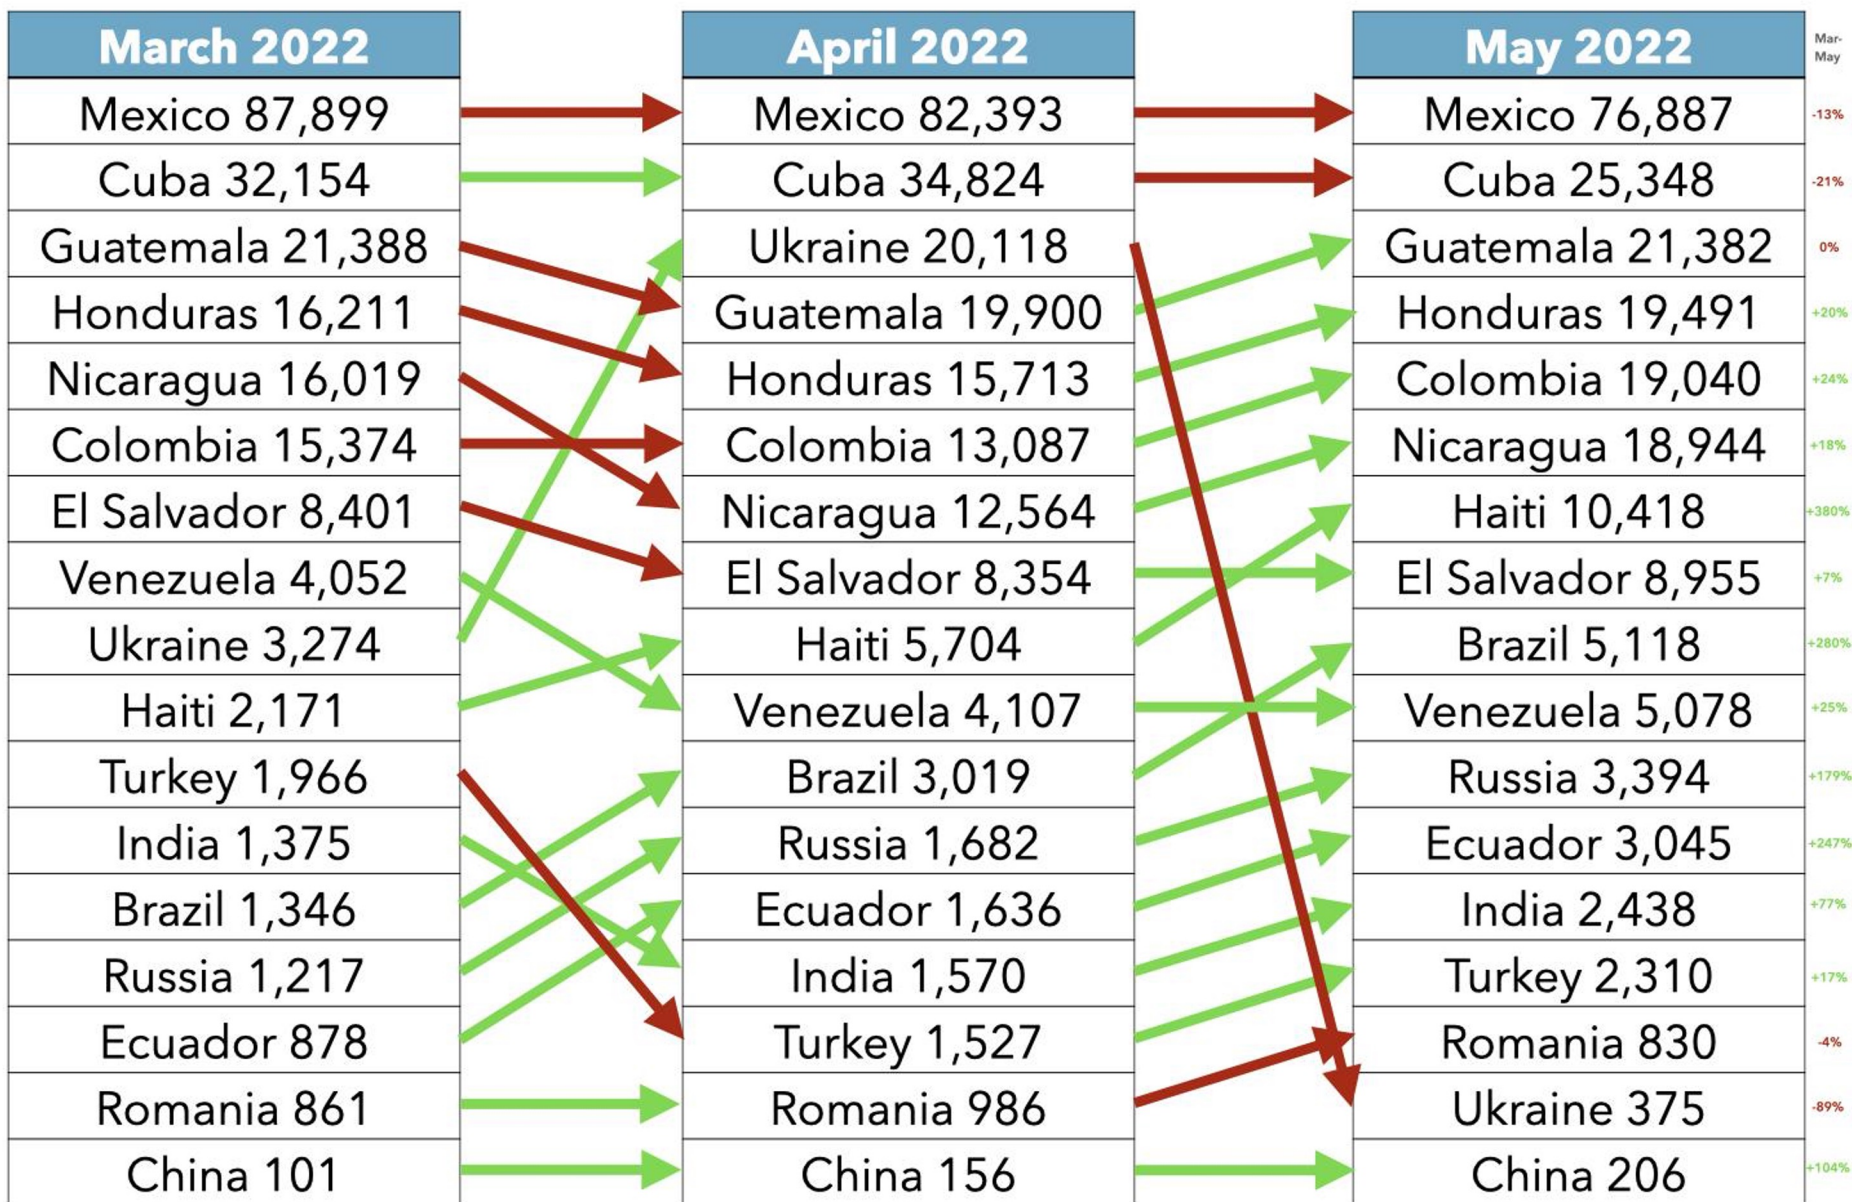 March 2022 April 2022 May 2022 Mar-
May
Mexico 87,899 Mexico 82,393 Mexico 76,887 -13%
Cuba 32,154 Cuba 34,824 Cuba 25,348 -21%
Guatemala 21,388 Ukraine 20,118 Guatemala 21,382 0%
Honduras 16,211 Guatemala 19,900 Honduras 19,491 +20%
Nicaragua 16,019 Honduras 15,713 Colombia 19,040 +24%
Colombia 15,374 Colombia 13,087 Nicaragua 18,944 +18%
El Salvador 8,401 Nicaragua 12,564 Haiti 10,418 +380%
Venezuela 4,052 El Salvador 8,354 El Salvador 8,955 +7%
Ukraine 3,274 Haiti 5,704 Brazil 5,118 +280%
Haiti 2,171 Venezuela 4,107 Venezuela 5,078 +25%
Turkey 1,966 Brazil 3,019 Russia 3,394 +179%
India 1,375 Russia 1,682 Ecuador 3,045 +247%
Brazil 1,346 Ecuador 1,636 India 2,438 +77%
Russia 1,217 India 1,570 Turkey 2,310 +17%
Ecuador 878 Turkey 1,527 Romania 830 -4%
Romania 861 Romania 986 Ukraine 375 -89%
China 101 China 156 China 206 +104%